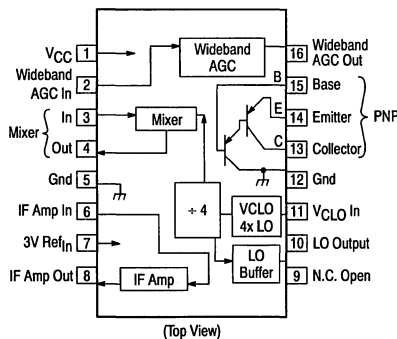 VCC 1
Wideband AGC In 2
Mixer
In 3
Out 4
Gnd 5
IF Amp In 6
3V RefIn 7
IF Amp Out 8
Wideband
AGC
Mixer
÷ 4
VCLO
4x LO
LO
Buffer
IF Amp
B
E
C
16 Wideband
AGC Out
15 Base
14 Emitter
13 Collector
PNP
12 Gnd
11 VCLO In
10 LO Output
9 N.C. Open
(Top View)